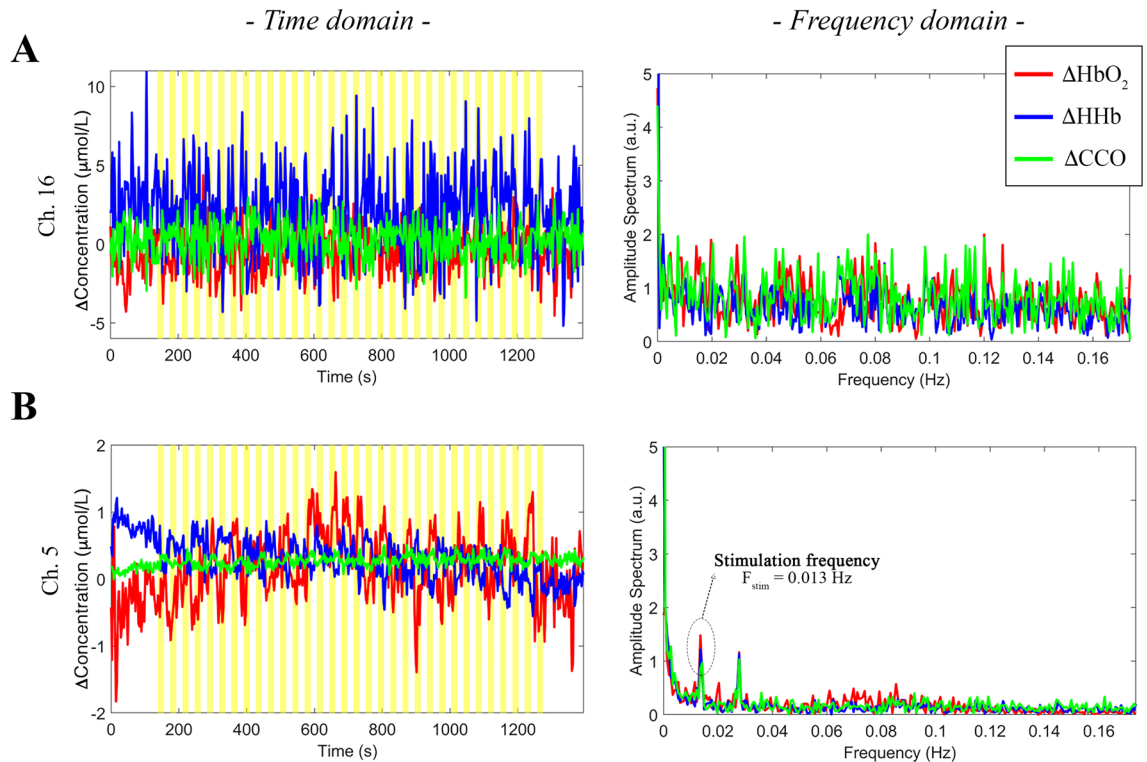 - Time domain -
- Frequency domain -
A
ΔHbO2
ΔHHb
ΔCCO
Ch. 16
ΔConcentration (μmol/L)
10
5
0
-5
0 200 400 600 800 1000 1200
Time (s)
Amplitude Spectrum (a.u.)
5
4
3
2
1
0
0 0.02 0.04 0.06 0.08 0.1 0.12 0.14 0.16
Frequency (Hz)
B
Ch. 5
ΔConcentration (μmol/L)
2
1
0
-1
-2
0 200 400 600 800 1000 1200
Time (s)
Amplitude Spectrum (a.u.)
5
4
3
2
1
0
Stimulation frequency
Fstim = 0.013 Hz
0 0.02 0.04 0.06 0.08 0.1 0.12 0.14 0.16
Frequency (Hz)